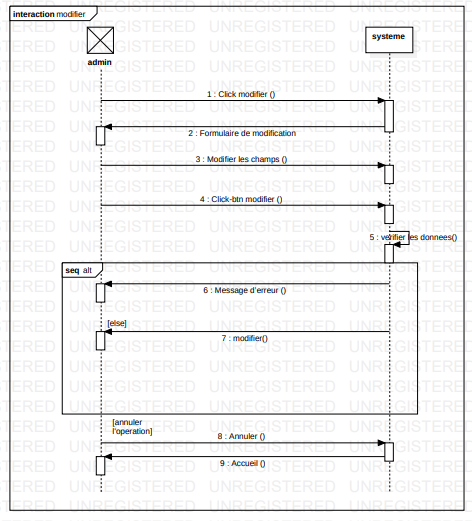 interaction modifier
systeme
admin
1 : Click modifier ()
2 : Formulaire de modification
3 : Modifier les champs ()
4 : Click-btn modifier ()
5 : verifier les donnees()
seq alt
6 : Message d'erreur ()
[else]
7 : modifier()
[annuler
l'operation]
8 : Annuler ()
9 : Accueil ()
UNREGISTERED